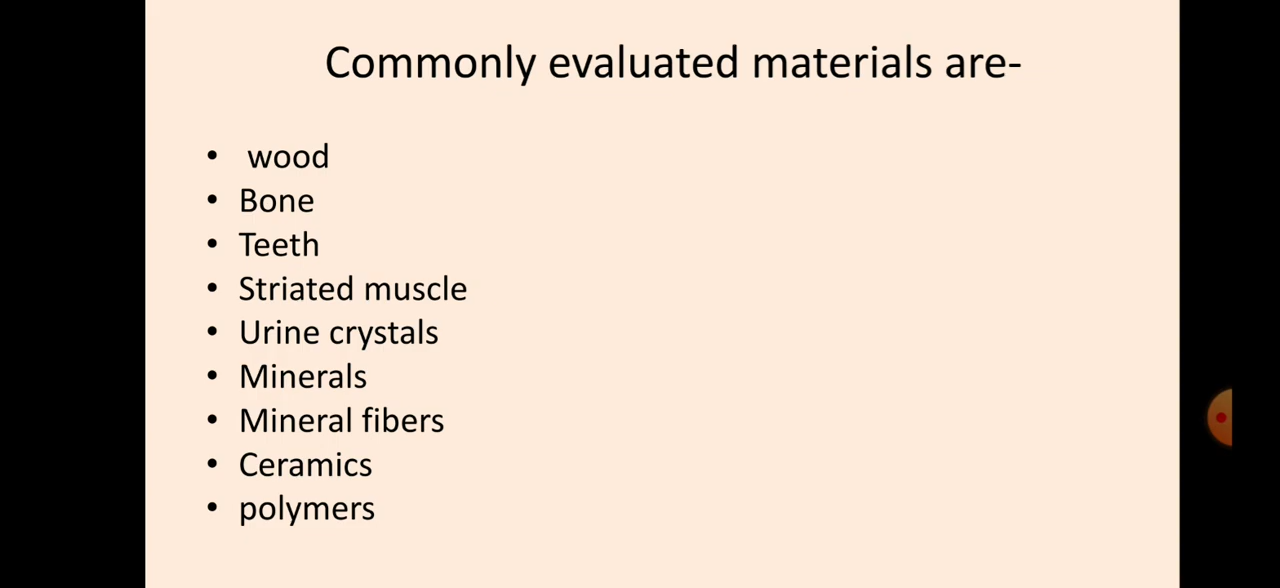 Commonly evaluated materials are-
• wood
• Bone
• Teeth
• Striated muscle
• Urine crystals
• Minerals
• Mineral fibers
• Ceramics
• polymers